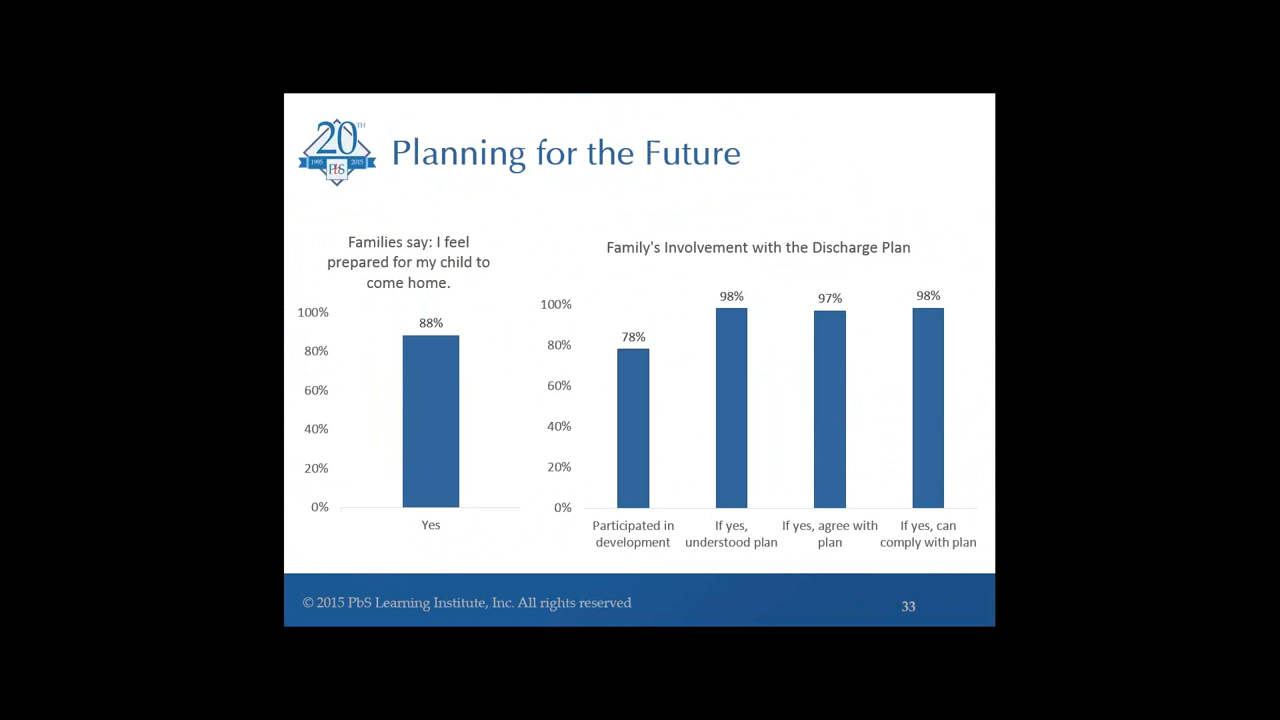 20TH
1995 PbS 2015
Planning for the Future
Families say: I feel
prepared for my child to
come home.
100%
80%
60%
40%
20%
0%
88%
Yes
Family's Involvement with the Discharge Plan
100%
80%
60%
40%
20%
0%
78%
98%
97%
98%
Participated in
development
If yes,
understood plan
If yes, agree with
plan
If yes, can
comply with plan
© 2015 PbS Learning Institute, Inc. All rights reserved
33